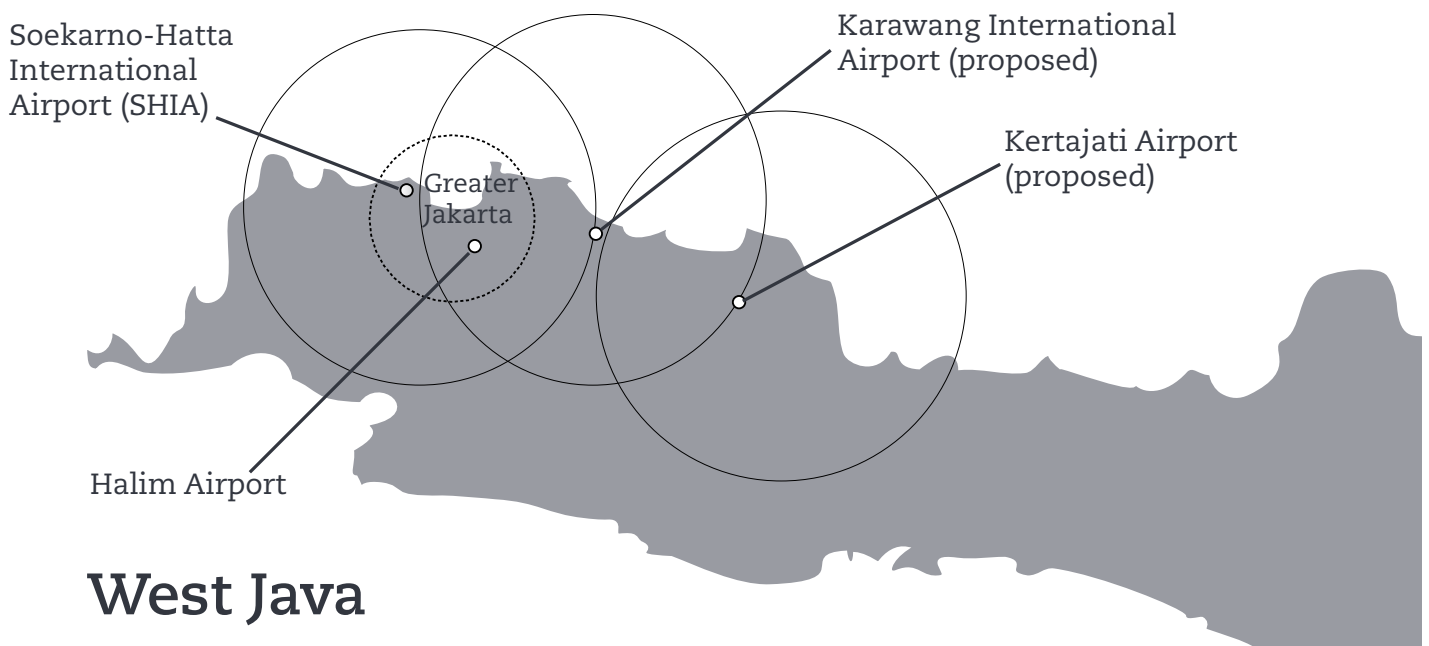 Soekarno-Hatta
International
Airport (SHIA)
Karawang International
Airport (proposed)
Kertajati Airport
(proposed)
Greater
Jakarta
Halim Airport
West Java